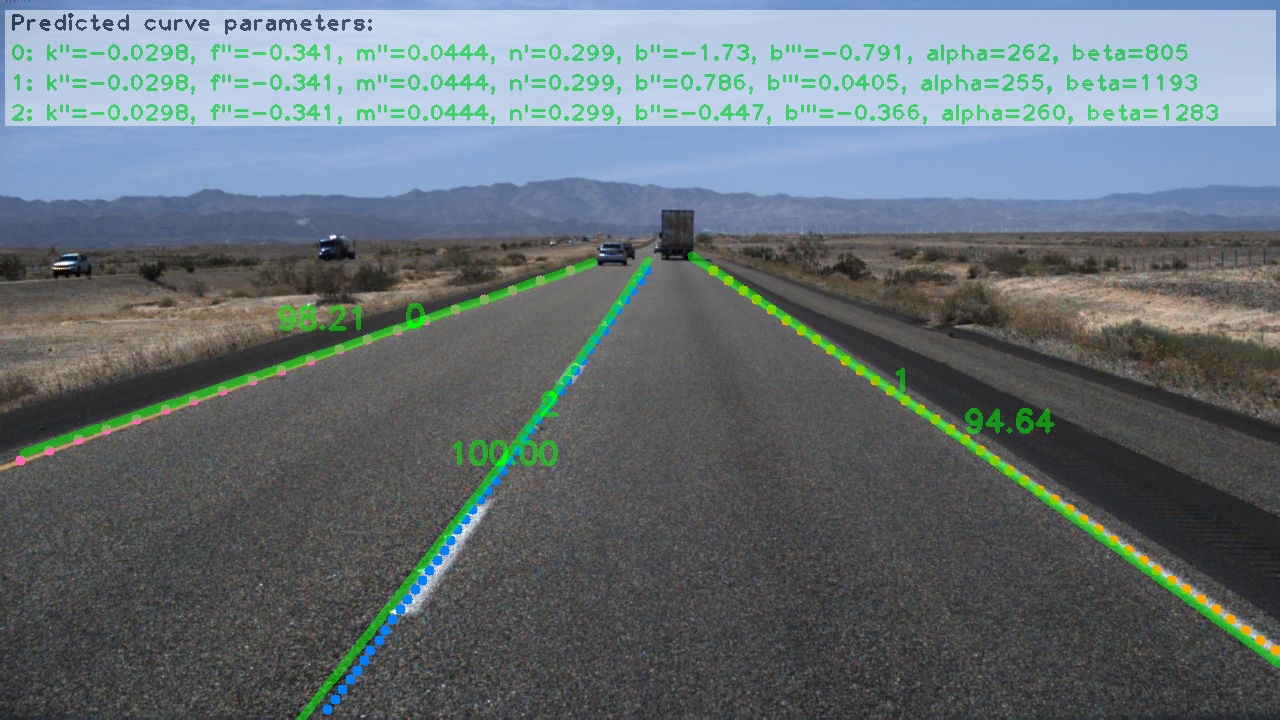 Predicted curve parameters:
0: k''=-0.0298, f''=-0.341, m''=0.0444, n'=0.299, b''=-1.73, b'''=-0.791, alpha=262, beta=805
1: k''=-0.0298, f''=-0.341, m''=0.0444, n'=0.299, b''=0.786, b'''=0.0405, alpha=255, beta=1193
2: k''=-0.0298, f''=-0.341, m''=0.0444, n'=0.299, b''=-0.447, b'''=-0.366, alpha=260, beta=1283
98.21 0
1
2
94.64
100.00